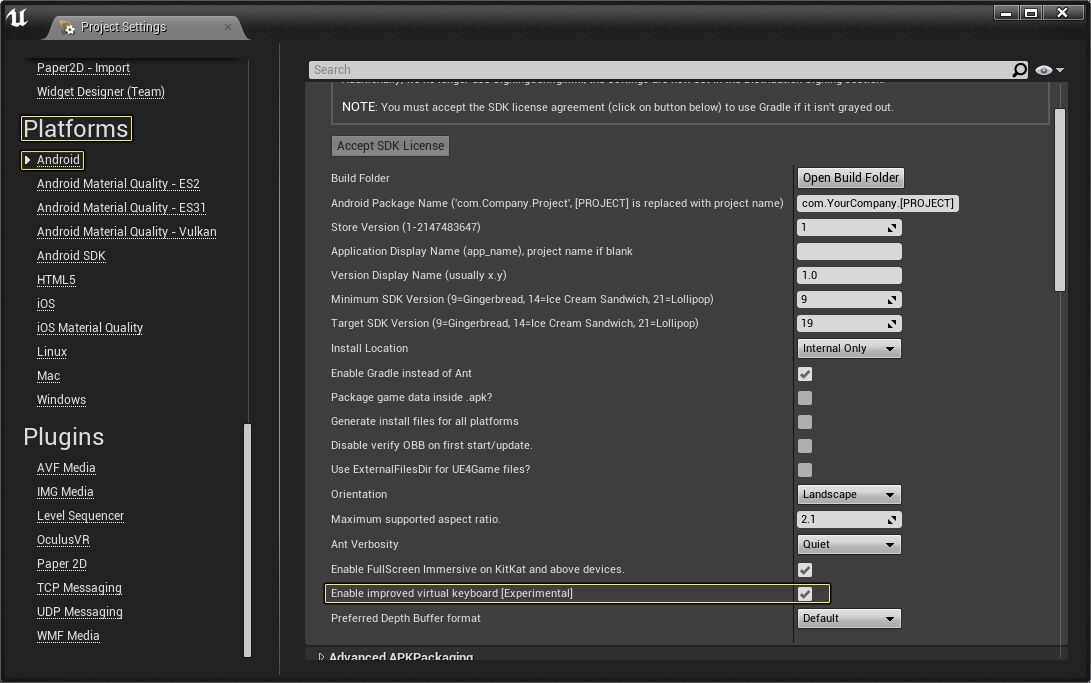 Project Settings
Paper2D - Import
Widget Designer (Team)
Platforms
Android
Android Material Quality - ES2
Android Material Quality - ES31
Android Material Quality - Vulkan
Android SDK
HTML5
iOS
iOS Material Quality
Linux
Mac
Windows
Plugins
AVF Media
IMG Media
Level Sequencer
OculusVR
Paper 2D
TCP Messaging
UDP Messaging
WMF Media
Search
NOTE: You must accept the SDK license agreement (click on button below) to use Gradle if it isn't grayed out.
Accept SDK License
Build Folder Open Build Folder
Android Package Name ('com.Company.Project', [PROJECT] is replaced with project name) com.YourCompany.[PROJECT]
Store Version (1-2147483647) 1
Application Display Name (app_name), project name if blank
Version Display Name (usually x.y) 1.0
Minimum SDK Version (9=Gingerbread, 14=Ice Cream Sandwich, 21=Lollipop) 9
Target SDK Version (9=Gingerbread, 14=Ice Cream Sandwich, 21=Lollipop) 19
Install Location Internal Only
Enable Gradle instead of Ant
Package game data inside .apk?
Generate install files for all platforms
Disable verify OBB on first start/update.
Use ExternalFilesDir for UE4Game files?
Orientation Landscape
Maximum supported aspect ratio. 2.1
Ant Verbosity Quiet
Enable FullScreen Immersive on KitKat and above devices.
Enable improved virtual keyboard [Experimental]
Preferred Depth Buffer format Default
Advanced APKPackaging